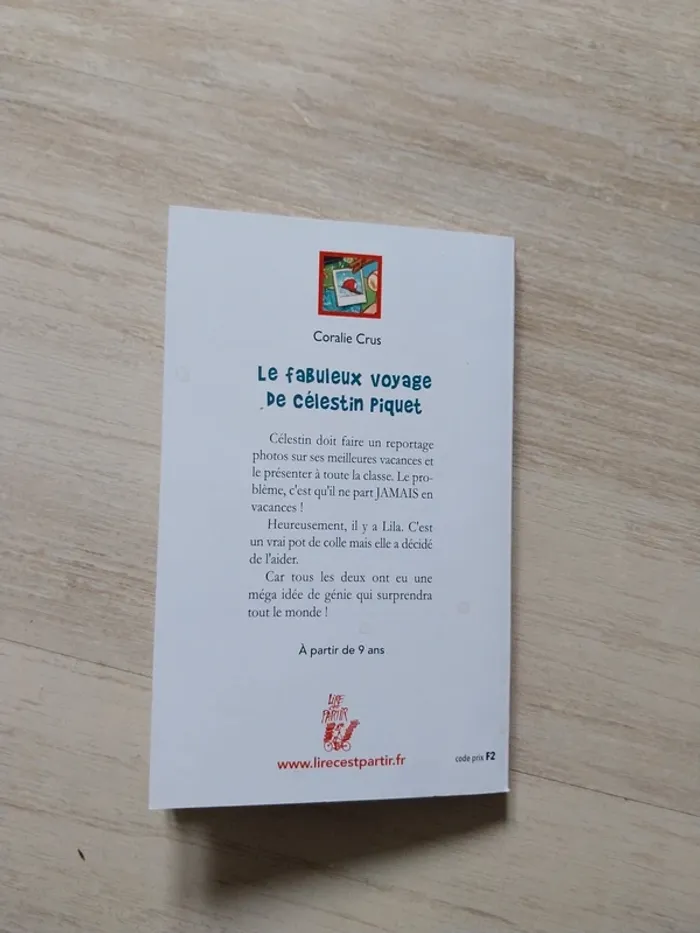 Coralie Crus
Le fabuleux voyage
de Célestin Piquet
Célestin doit faire un reportage
photos sur ses meilleures vacances et
le présenter à toute la classe. Le pro-
blème, c'est qu'il ne part JAMAIS en
vacances !
Heureusement, il y a Lila. C'est
un vrai pot de colle mais elle a décidé
de l'aider.
Car tous les deux ont eu une
méga idée de génie qui surprendra
tout le monde !
À partir de 9 ans
LIRE
C'EST
PARTIR
www.lirecestpartir.fr
code prix F2